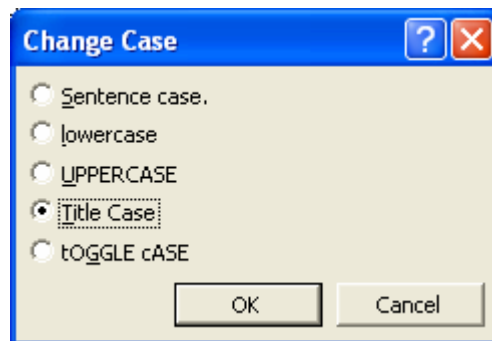 Change Case
Sentence case.
lowercase
UPPERCASE
Title Case
tOGGLE cASE
OK Cancel